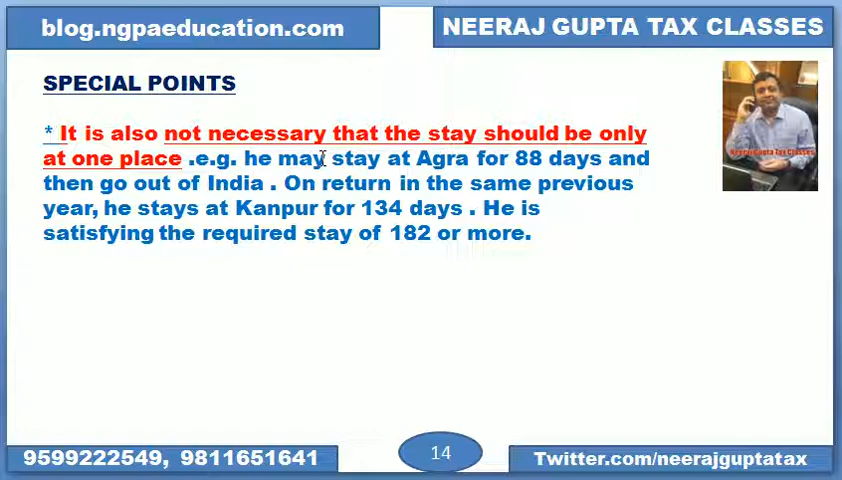 blog.ngpaeducation.com
NEERAJ GUPTA TAX CLASSES
SPECIAL POINTS
* It is also not necessary that the stay should be only
at one place .e.g. he may stay at Agra for 88 days and
then go out of India . On return in the same previous
year, he stays at Kanpur for 134 days . He is
satisfying the required stay of 182 or more.
NeerajGupta Tax Classes
9599222549, 9811651641
14
Twitter.com/neerajguptatax